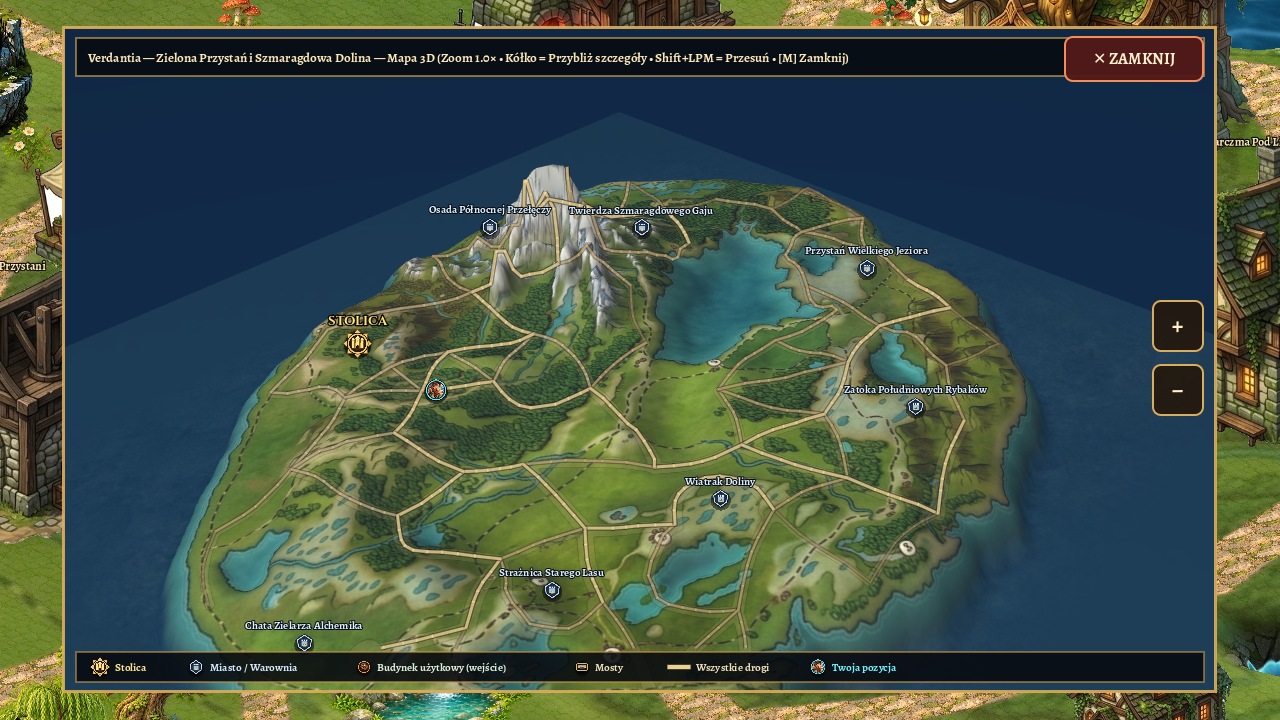 Verdantia — Zielona Przystań i Szmaragdowa Dolina — Mapa 3D (Zoom 1.0× • Kółko = Przybliż szczegóły • Shift+LPM = Przesuń • [M] Zamknij)
× ZAMKNIJ
Przystani
Osada Północnej Przełęczy
Twierdza Szmaragdowego Gaju
Przystań Wielkiego Jeziora
STOLICA
+
−
Zatoka Południowych Rybaków
Wiatrak Doliny
Strażnica Starego Lasu
Chata Zielarza Alchemika
Stolica
Miasto / Warownia
Budynek użytkowy (wejście)
Mosty
Wszystkie drogi
Twoja pozycja